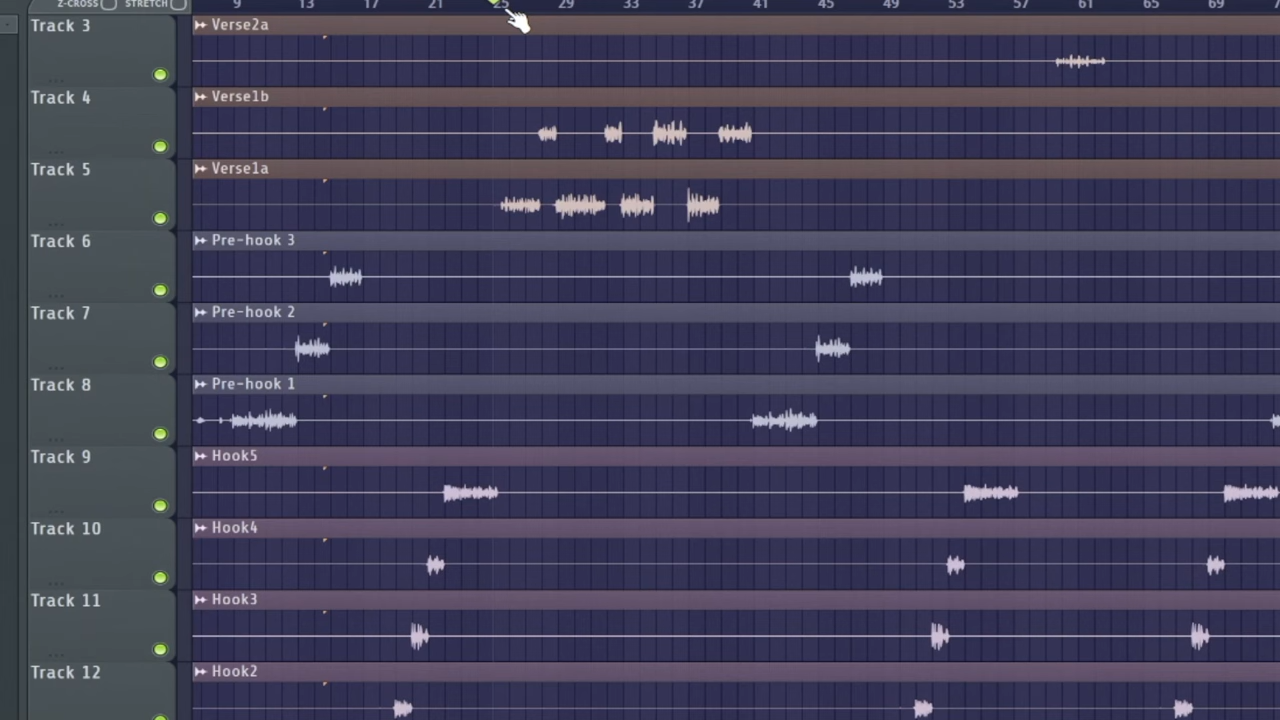 Z-CROSS STRETCH 9 13 17 21 25 29 33 37 41 45 49 53 57 61 65 69
Track 3 Verse2a
Track 4 Verse1b
Track 5 Verse1a
Track 6 Pre-hook 3
Track 7 Pre-hook 2
Track 8 Pre-hook 1
Track 9 Hook5
Track 10 Hook4
Track 11 Hook3
Track 12 Hook2